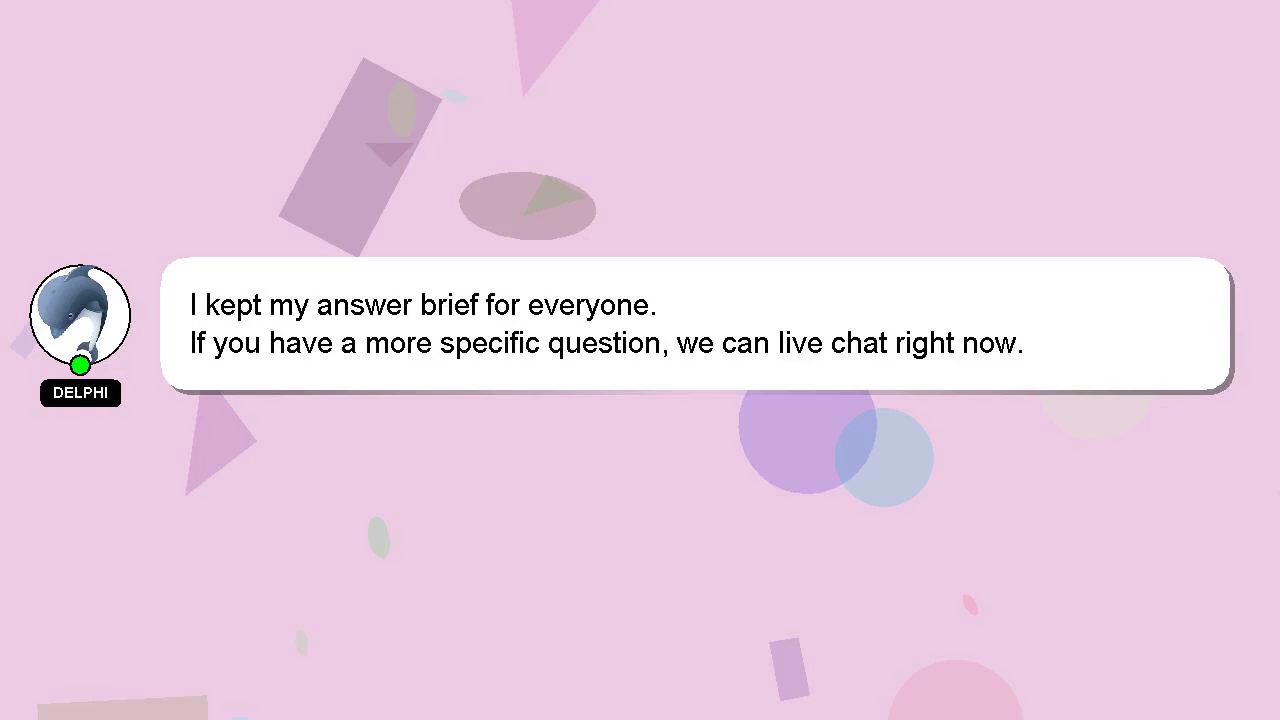 I kept my answer brief for everyone.
If you have a more specific question, we can live chat right now.
DELPHI